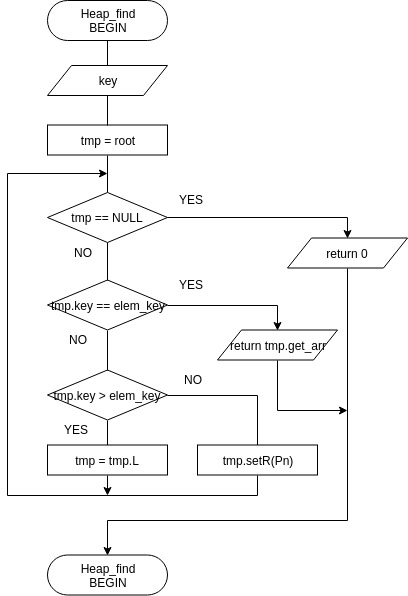 Heap_find
BEGIN
key
tmp = root
YES
tmp == NULL
NO
return 0
YES
tmp.key == elem_key
NO
return tmp.get_arr
NO
tmp.key > elem_key
YES
tmp = tmp.L
tmp.setR(Pn)
Heap_find
BEGIN